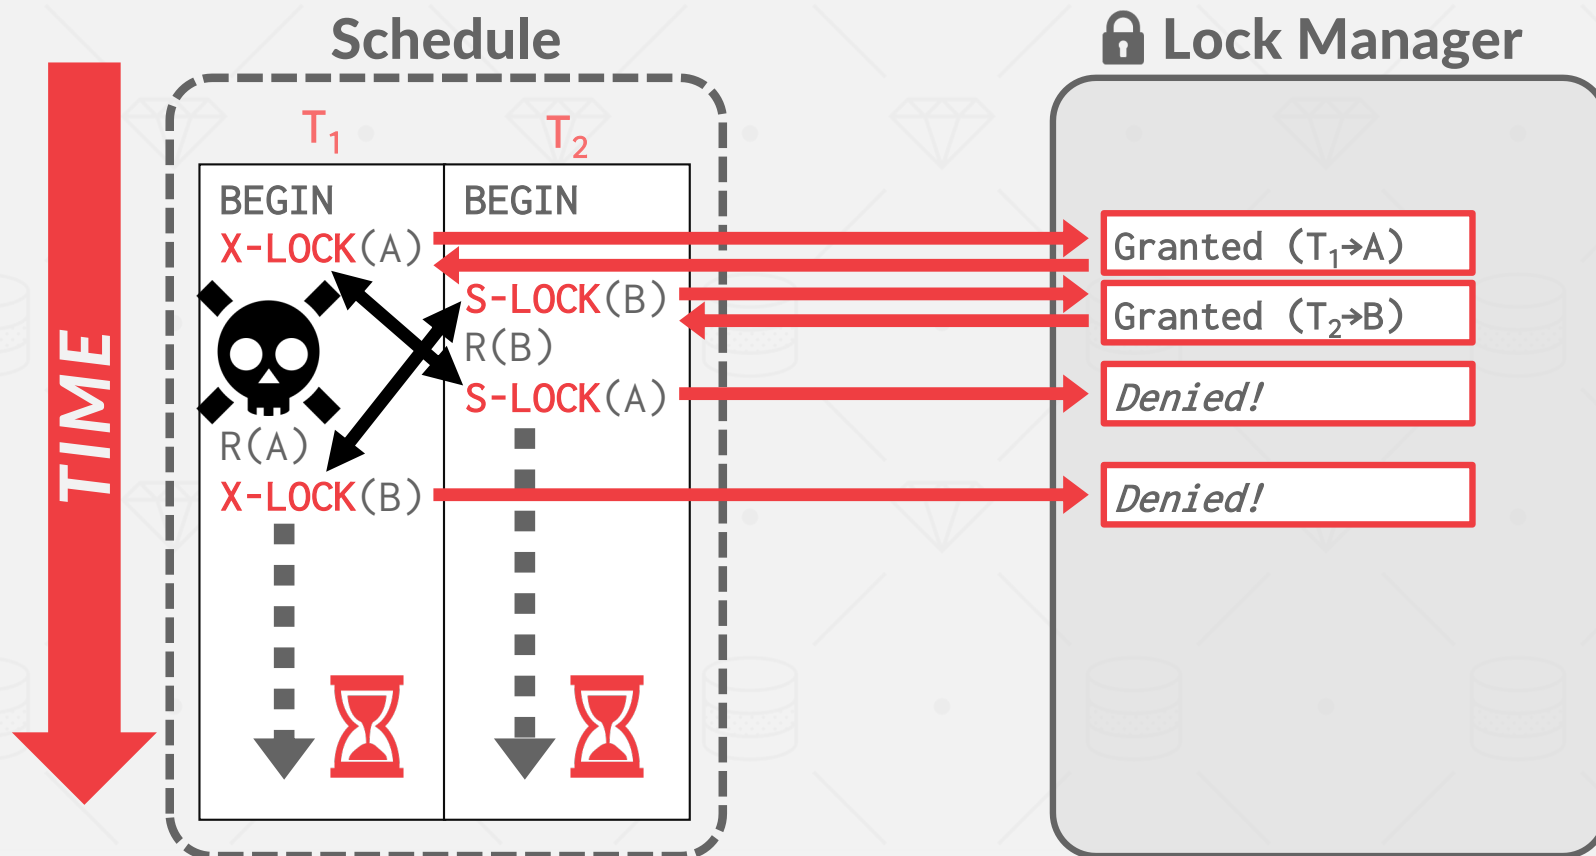 Schedule
Lock Manager
TIME
T₁
T₂
BEGIN
BEGIN
X-LOCK(A)
Granted (T₁→A)
S-LOCK(B)
Granted (T₂→B)
R(B)
S-LOCK(A)
Denied!
R(A)
X-LOCK(B)
Denied!